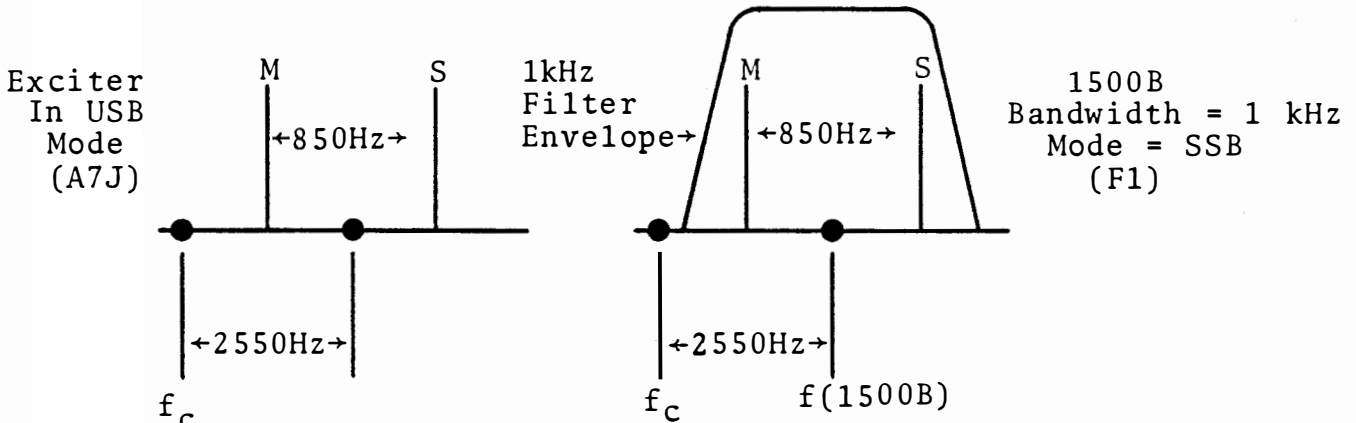 Exciter
In USB
Mode
(A7J)
M
S
←850Hz→
←2550Hz→
fc
1kHz
Filter
Envelope→
M
S
←850Hz→
←2550Hz→
fc
f(1500B)
1500B
Bandwidth = 1 kHz
Mode = SSB
(F1)